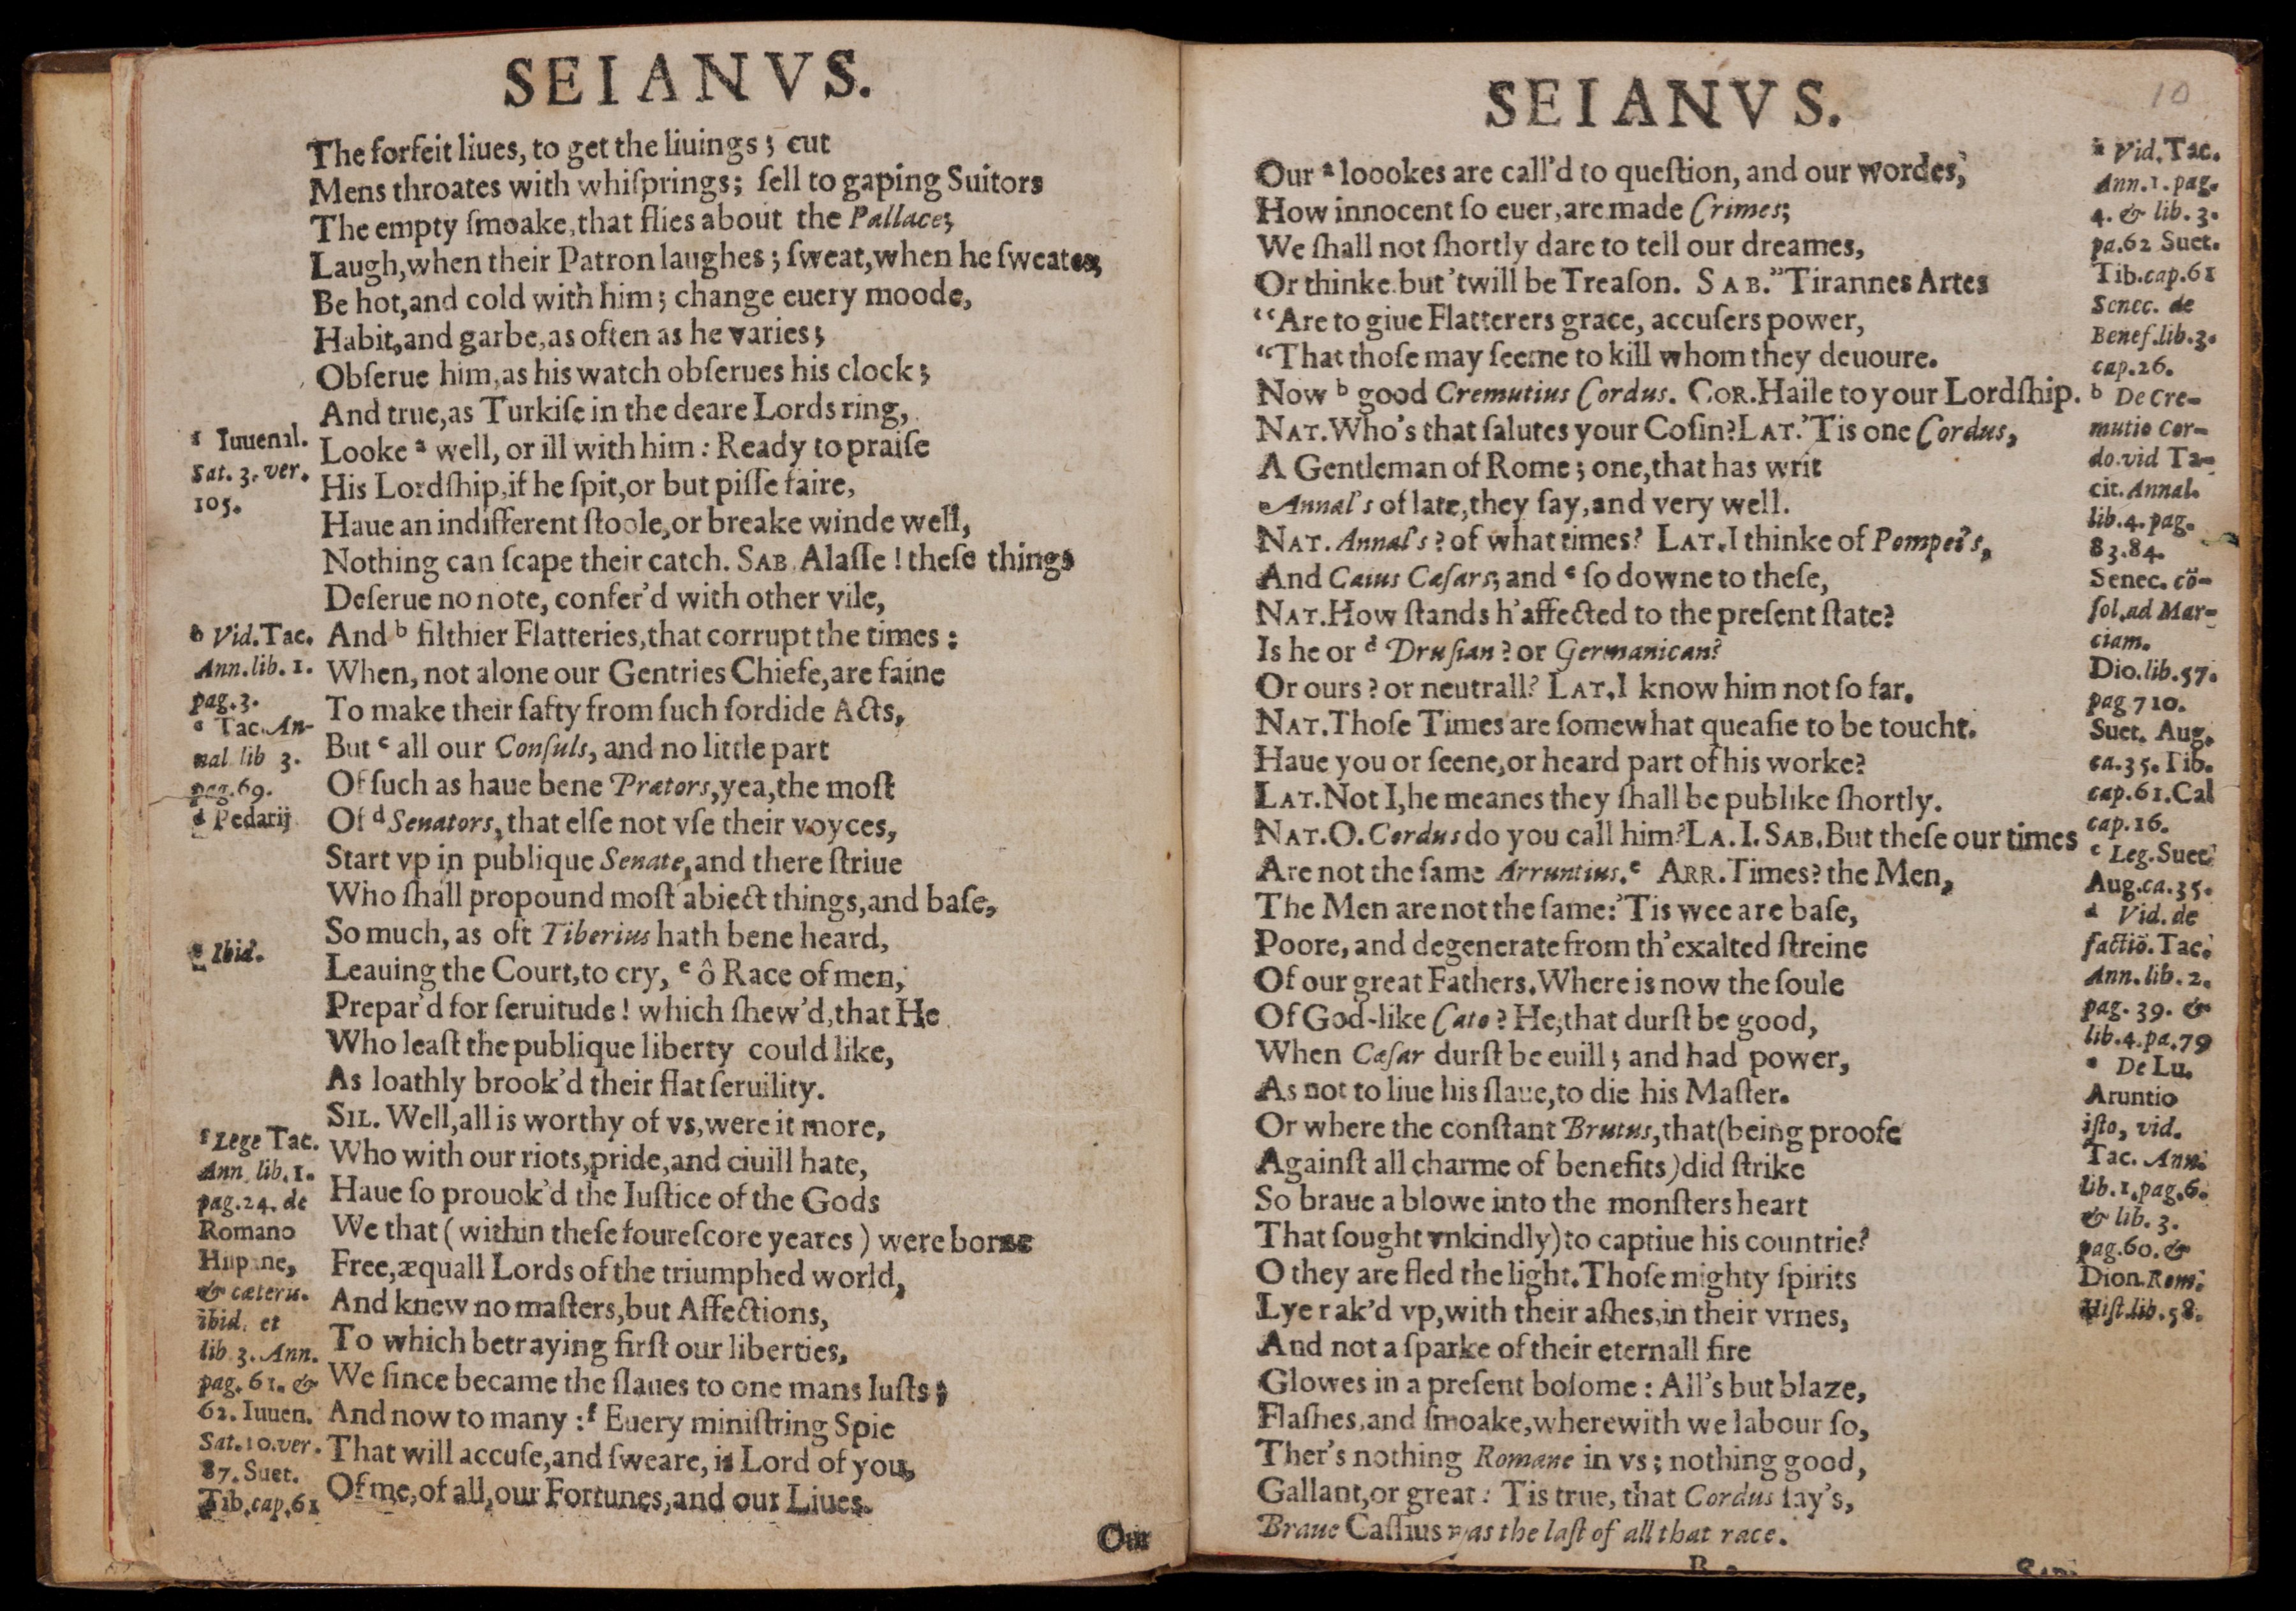 SEIANVS.
The forfeit liues, to get the liuings; cut
Mens throates with whiſprings; ſell to gaping Suitors
The empty ſmoake, that flies about the Pallace;
Laugh, when their Patron laughes; ſweat, when he ſweates;
Be hot, and cold with him; change euery moode,
Habit, and garbe, as often as he varies;
Obſerue him, as his watch obſerues his clock;
And true, as Turkiſe in the deare Lords ring,
Looke a well, or ill with him: Ready to praiſe
His Lordſhip, if he ſpit, or but piſſe faire,
Haue an indifferent ſtoole, or breake winde well,
Nothing can ſcape their catch. SAB. Alaſſe! theſe things
Deſerue no note, confer'd with other vile,
And b filthier Flatteries, that corrupt the times:
When, not alone our Gentries Chiefe, are faine
To make their ſafty from ſuch ſordide Acts,
But c all our Conſuls, and no little part
Of ſuch as haue bene Prætors, yea, the moſt
Of d Senators, that elſe not vſe their voyces,
Start vp in publique Senate, and there ſtriue
Who ſhall propound moſt abiect things, and baſe,
So much, as oft Tiberius hath bene heard,
Leauing the Court, to cry, e ô Race of men,
Prepar'd for ſeruitude! which ſhew'd, that He
Who leaſt the publique liberty could like,
As loathly brook'd their flat ſeruility.
SIL. Well, all is worthy of vs, were it more,
Who with our riots, pride, and ciuill hate,
Haue ſo prouok'd the Iuſtice of the Gods
We that (within theſe foureſcore yeares) were borne
Free, æquall Lords of the triumphed world,
And knew no maſters, but Affections,
To which betraying firſt our liberties,
We ſince became the ſlaues to one mans luſts;
And now to many: f Euery miniſtring Spie
That will accuſe, and ſweare, is Lord of you,
Of me, of all, our Fortunes, and our Liues.
Our
a Iuuenal.
Sat. 3. ver.
105.
b Vid. Tac.
Ann. lib. 1.
pag. 3.
c Tac. An-
nal. lib 3.
pag. 69.
d Pedarij
e Ibid.
f Lege Tac.
Ann. lib. 1.
pag. 24. de
Romano
Hispane,
& cæteris.
ibid. et
lib. 3. Ann.
pag. 61. &
62. Iuuen.
Sat. 10. ver.
87. Suet.
Tib. cap. 61
SEIANVS.
10
Our a loookes are call'd to queſtion, and our wordes,
How innocent ſo euer, are made Crimes;
We ſhall not ſhortly dare to tell our dreames,
Or thinke but 'twill be Treaſon. SAB. "Tirannes Artes
"Are to giue Flatterers grace, accuſers power,
"That thoſe may ſeeme to kill whom they deuoure.
Now b good Cremutius Cordus. COR. Haile to your Lordſhip.
NAT. Who's that ſalutes your Coſin? LAT. 'Tis one Cordus,
A Gentleman of Rome; one, that has writ
Annal's of late, they ſay, and very well.
NAT. Annal's? of what times? LAT. I thinke of Pompei's,
And Caius Cæſars; and c ſo downe to theſe,
NAT. How ſtands h'affected to the preſent ſtate?
Is he or d Druſian? or Germanican?
Or ours? or neutrall? LAT. I know him not ſo far.
NAT. Thoſe Times are ſomewhat queaſie to be toucht.
Haue you or ſeene, or heard part of his worke?
LAT. Not I, he meanes they ſhall be publike ſhortly.
NAT. O. Cordus do you call him? LA. I. SAB. But theſe our times
Are not the ſame Arruntius. e ARR. Times? the Men,
The Men are not the ſame: 'Tis wee are baſe,
Poore, and degenerate from th'exalted ſtreine
Of our great Fathers. Where is now the ſoule
Of God-like Cato? He, that durſt be good,
When Cæſar durſt be euill; and had power,
As not to liue his ſlaue, to die his Maſter.
Or where the conſtant Brutus, that (being proofe
Againſt all charme of benefits) did ſtrike
So braue a blowe into the monſters heart
That ſought vnkindly) to captiue his countrie?
O they are fled the light. Thoſe mighty ſpirits
Lye rak'd vp, with their aſhes, in their vrnes,
And not a ſparke of their eternall fire
Glowes in a preſent boſome: All's but blaze,
Flaſhes, and ſmoake, wherewith we labour ſo,
Ther's nothing Romane in vs; nothing good,
Gallant, or great: Tis true, that Cordus ſay's,
Braue Caſſius was the laſt of all that race.
a Vid. Tac.
Ann. 1. pag.
4. & lib. 3.
pa. 62 Suet.
Tib. cap. 61
Senec. de
Benef. lib. 3.
cap. 26.
b De Cre-
mutio Cor-
do. vid Ta-
cit. Annal.
lib. 4. pag.
83. 84.
Senec. cō-
ſol. ad Mar-
ciam.
Dio. lib. 57.
pag 710.
Suet. Aug.
ca. 35. Tib.
cap. 61. Cal
cap. 16.
c Leg. Suet.
Aug. ca. 35.
d Vid. de
factiō. Tac.
Ann. lib. 2.
pag. 39. &
lib. 4. pa. 79
e De Lu.
Aruntio
iſto, vid.
Tac. Ann.
lib. 1. pag. 6.
& lib. 3.
pag. 60. &
Dion. Rom.
Hiſt. lib. 58.